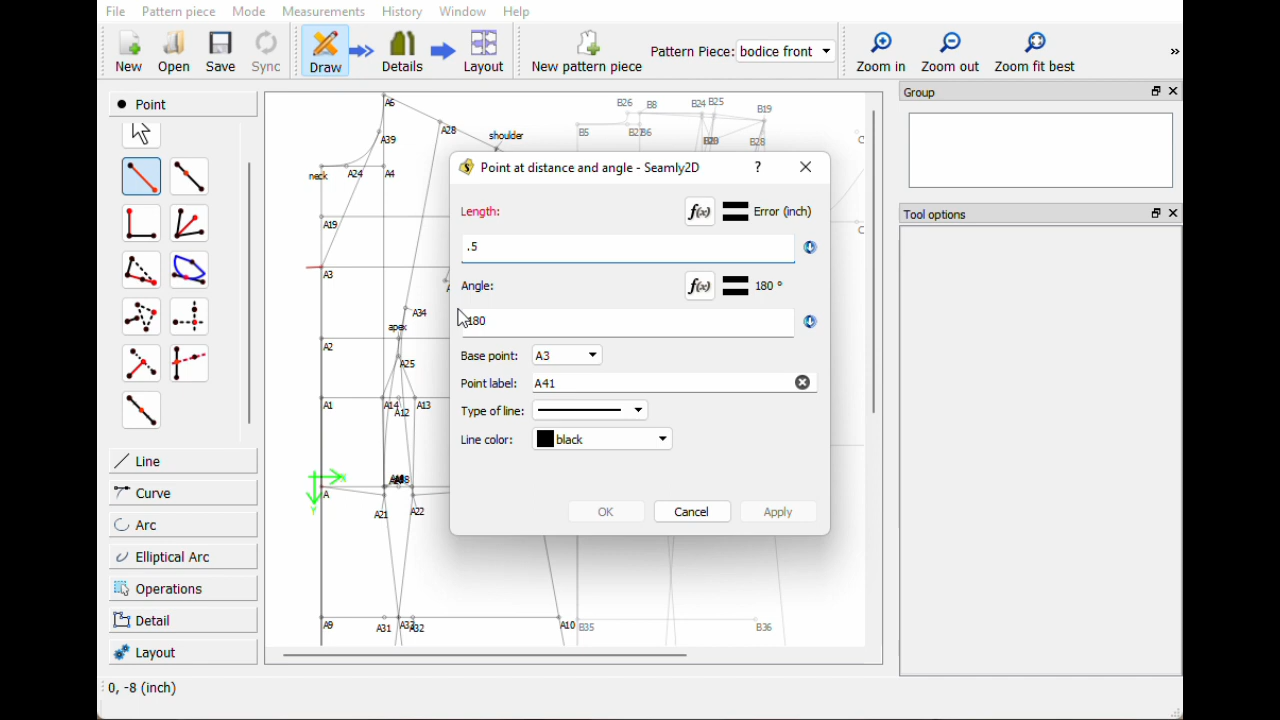 File Pattern piece Mode Measurements History Window Help
New Open Save Sync Draw Details Layout New pattern piece Pattern Piece: bodice front Zoom in Zoom out Zoom fit best »
Point
Line
Curve
Arc
Elliptical Arc
Operations
Detail
Layout
A6
A39
A28
shoulder
neck
A24
A4
A19
A3
A34
apex
A2
A25
A1
A14
A12
A13
A
X
Y
A21
A22
A9
A31
A32
A10
B35
B36
B26
B8
B24
B25
B19
B5
B28
Point at distance and angle - Seamly2D ?
Length: f(x) Error (inch)
.5
Angle: f(x) 180 °
180
Base point: A3
Point label: A41
Type of line:
Line color: black
OK Cancel Apply
Group
Tool options
0, -8 (inch)